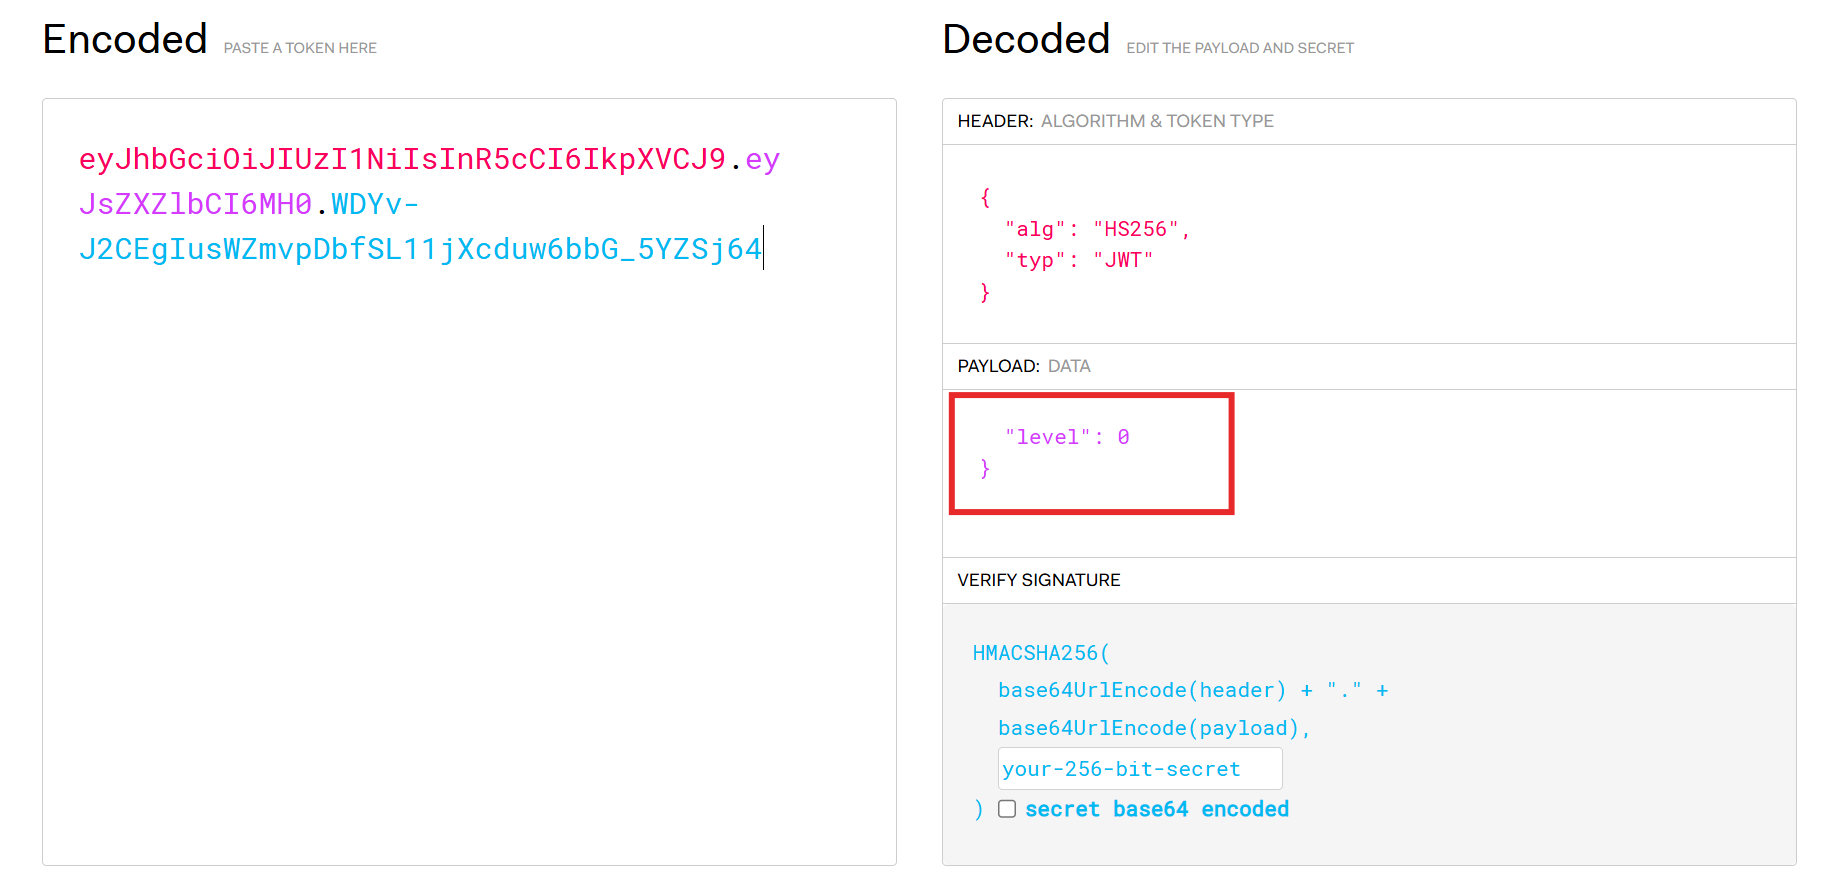 Encoded PASTE A TOKEN HERE
eyJhbGciOiJIUzI1NiIsInR5cCI6IkpXVCJ9.ey
JsZXZlbCI6MH0.WDYv-
J2CEgIusWZmvpDbfSL11jXcduw6bbG_5YZSj64
Decoded EDIT THE PAYLOAD AND SECRET
HEADER: ALGORITHM & TOKEN TYPE
{
"alg": "HS256",
"typ": "JWT"
}
PAYLOAD: DATA
"level": 0
}
VERIFY SIGNATURE
HMACSHA256(
base64UrlEncode(header) + "." +
base64UrlEncode(payload),
your-256-bit-secret
) secret base64 encoded